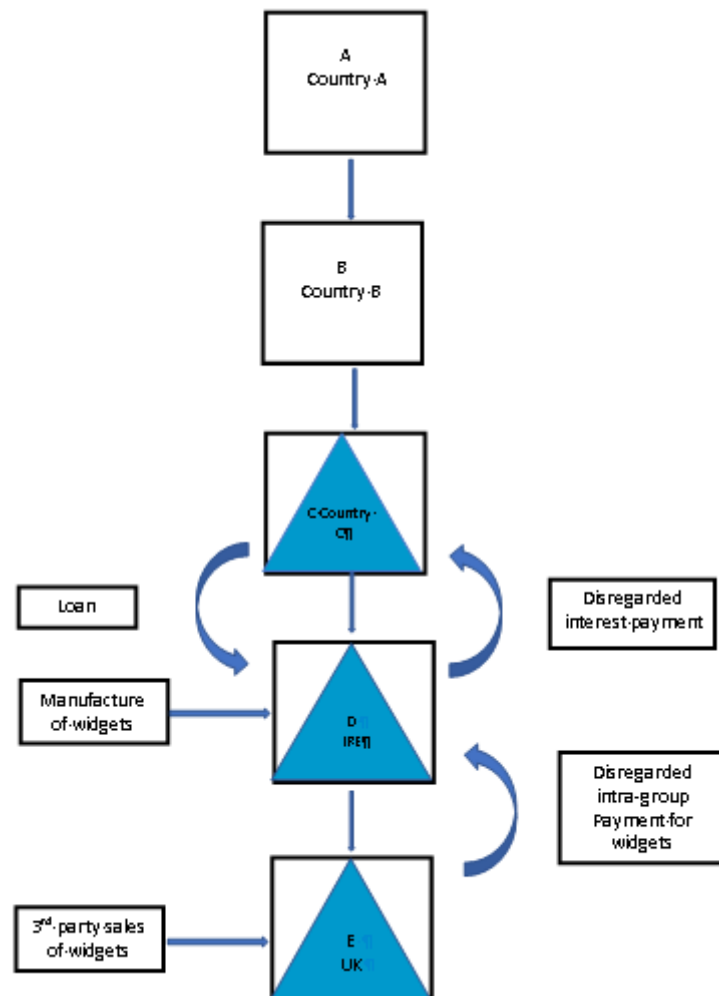 A
Country·A
B
Country·B
C·Country·
C¶
Loan
Disregarded
interest·payment
Manufacture
of·widgets
D ¶
IRE¶
Disregarded
intra-group
Payment·for
widgets
3rd·party·sales
of·widgets
E ¶
UK¶